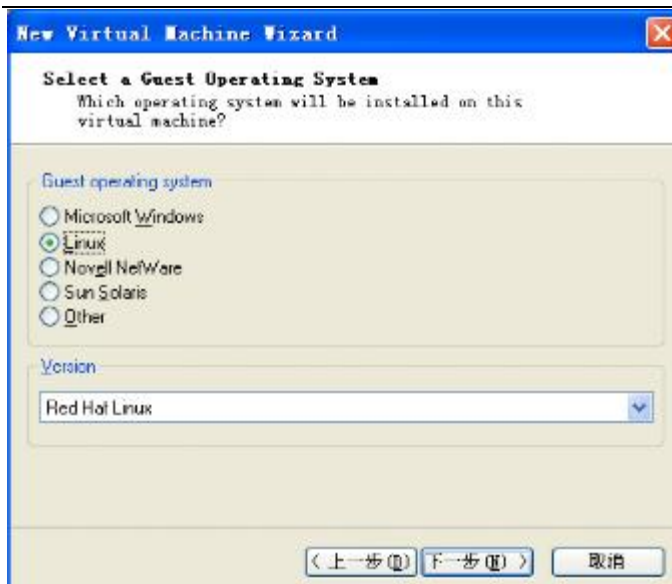 New Virtual Machine Wizard
Select a Guest Operating System
Which operating system will be installed on this
virtual machine?
Guest operating system
Microsoft Windows
Linux
Novell NetWare
Sun Solaris
Other
Version
Red Hat Linux
< 上一步(B) 下一步(N) > 取消